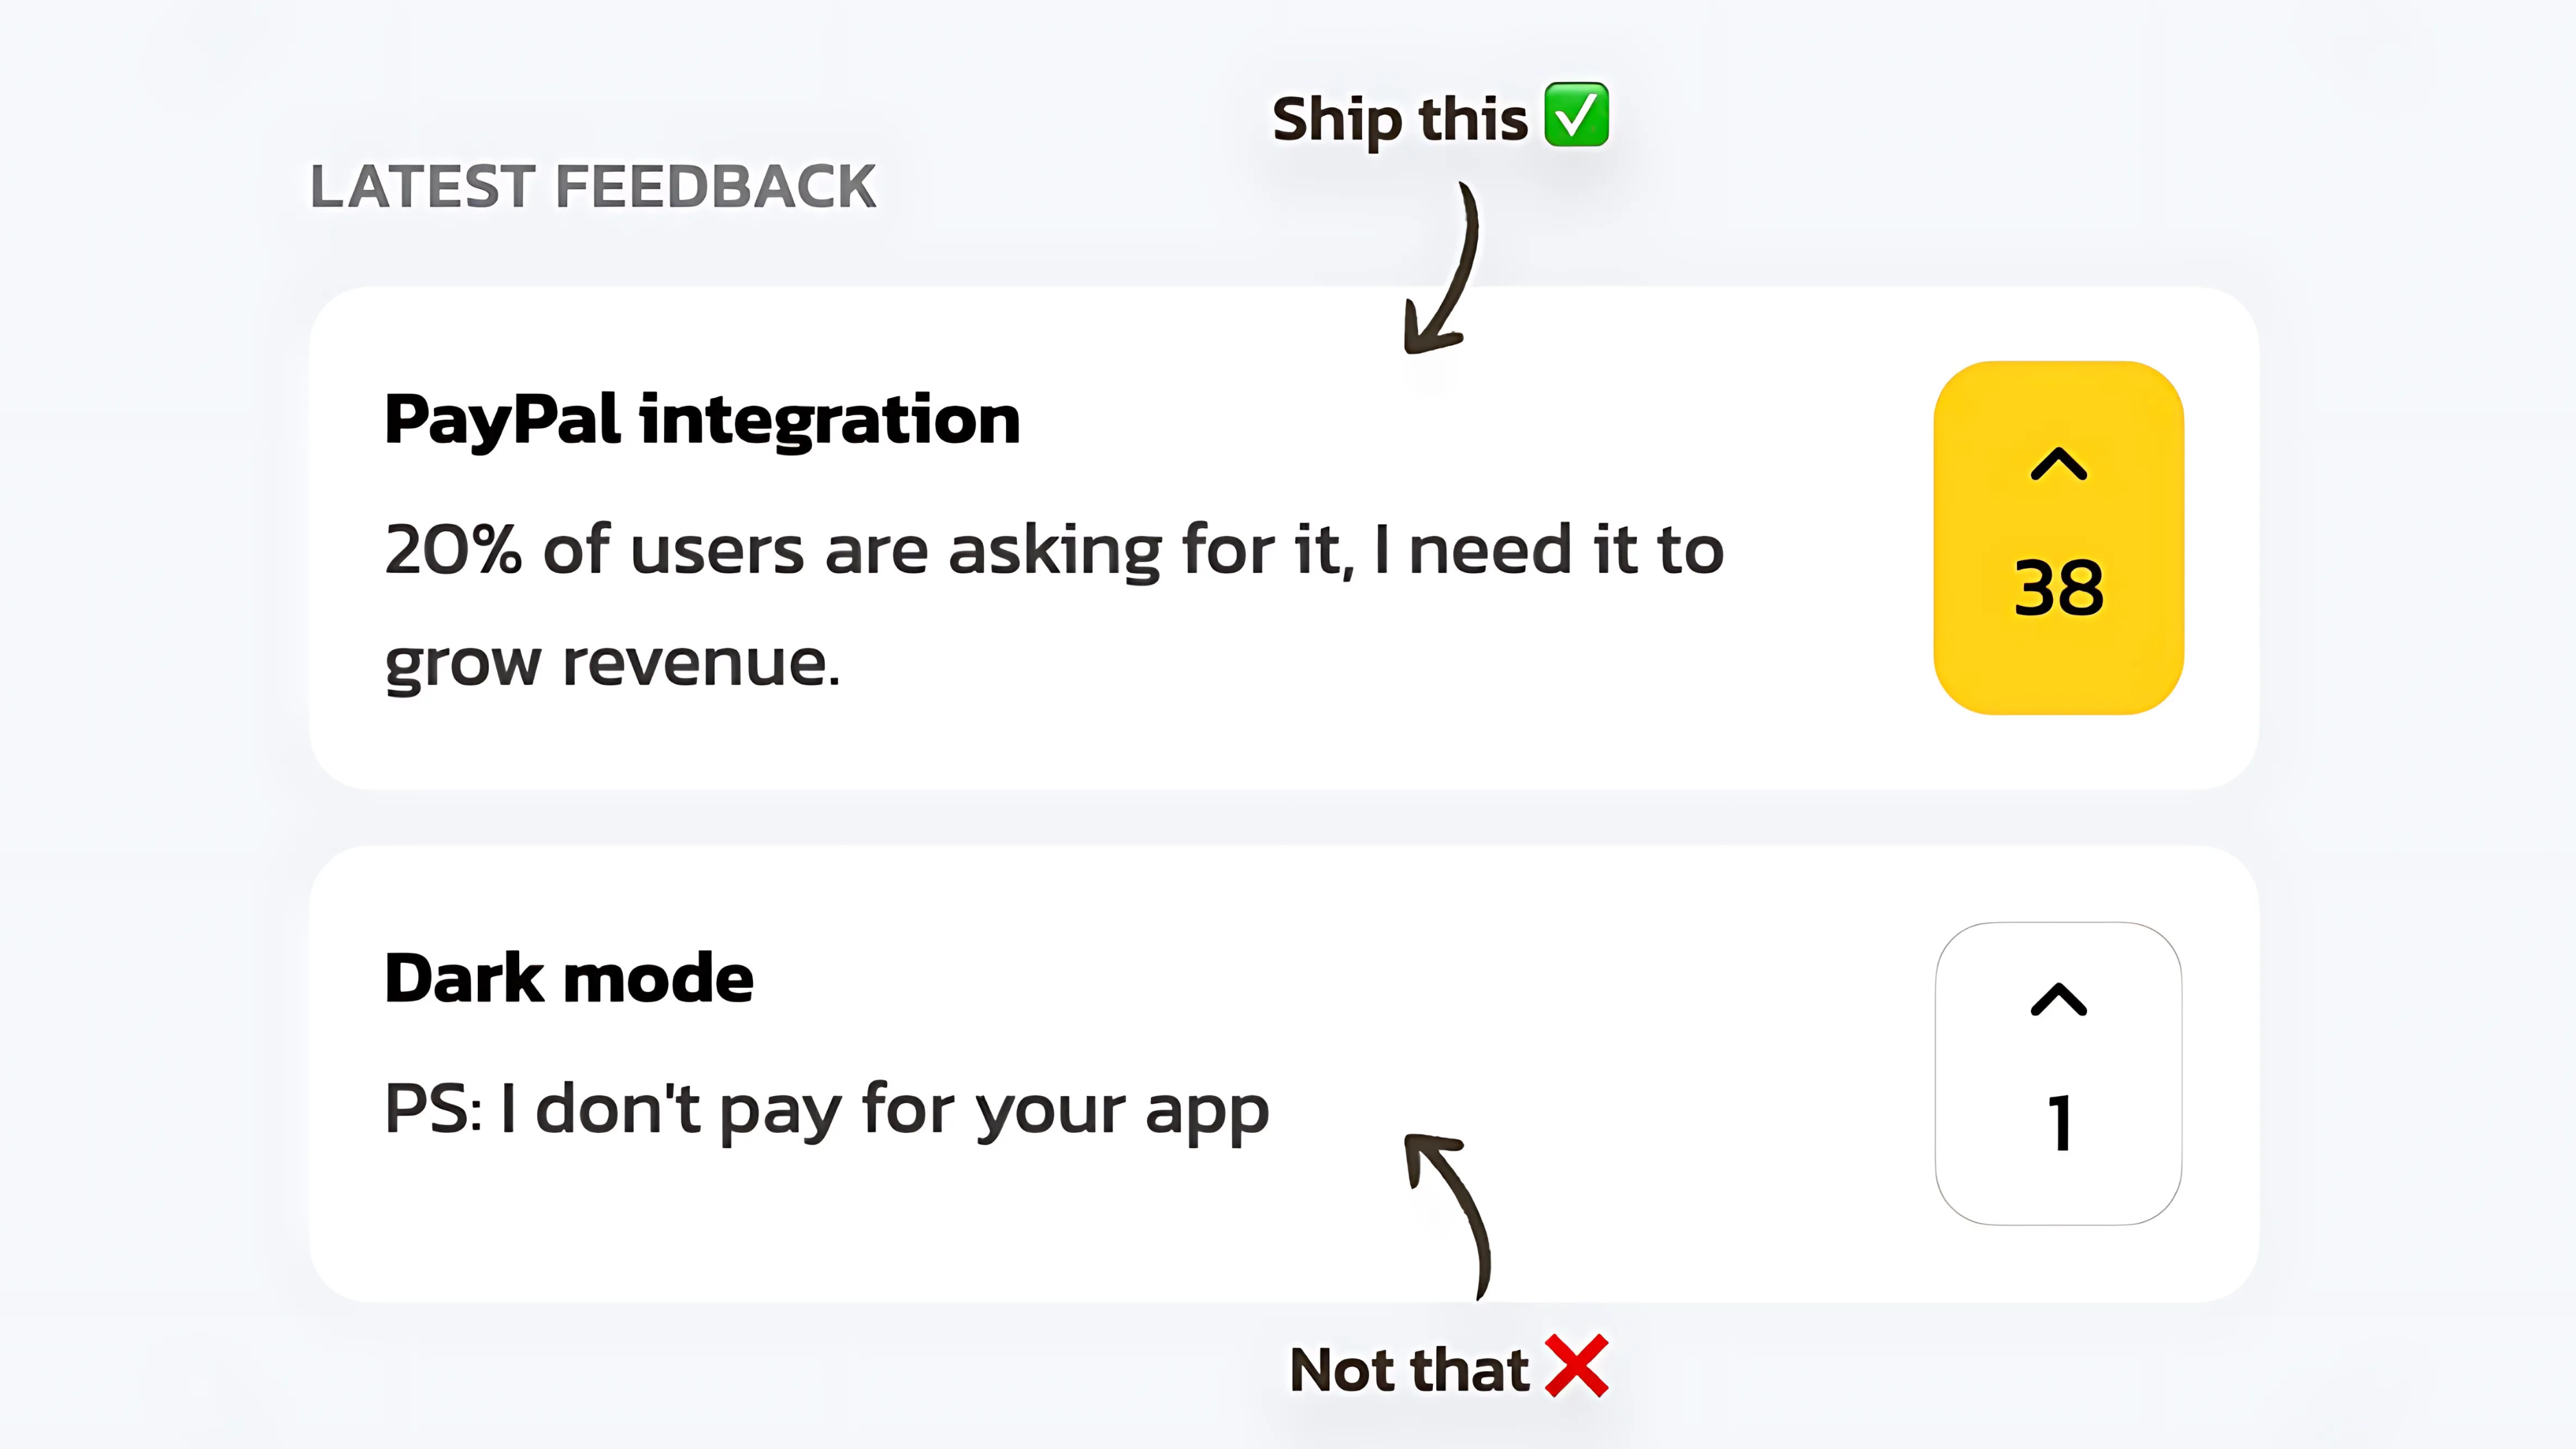 Ship this ✅
LATEST FEEDBACK
PayPal integration
20% of users are asking for it, I need it to
grow revenue.
38
Dark mode
PS: I don't pay for your app
1
Not that ❌